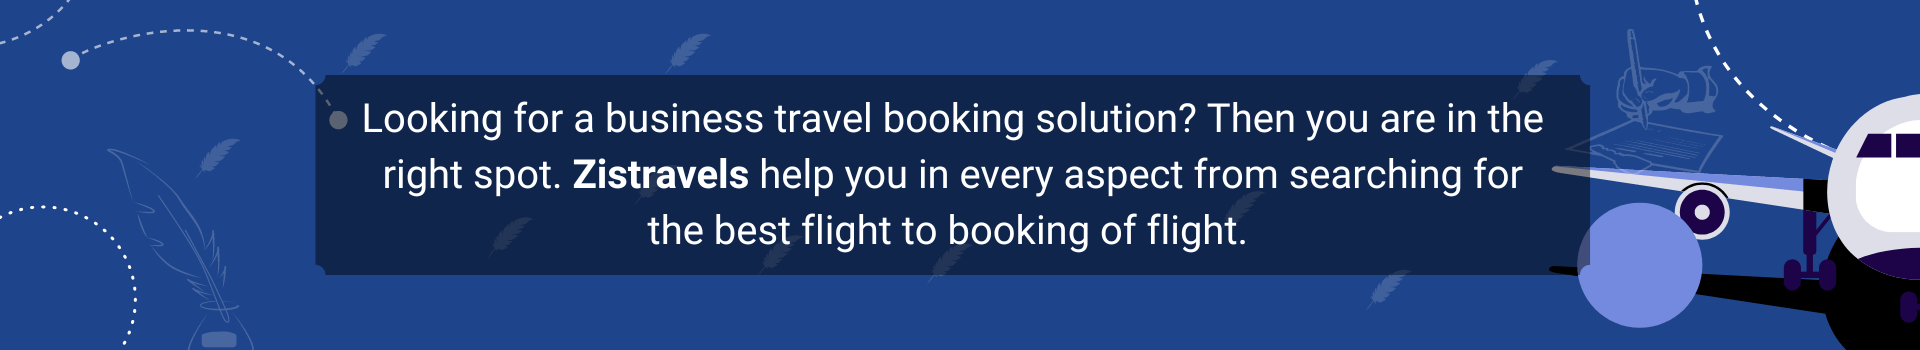 Looking for a business travel booking solution? Then you are in the
right spot. Zistravels help you in every aspect from searching for
the best flight to booking of flight.